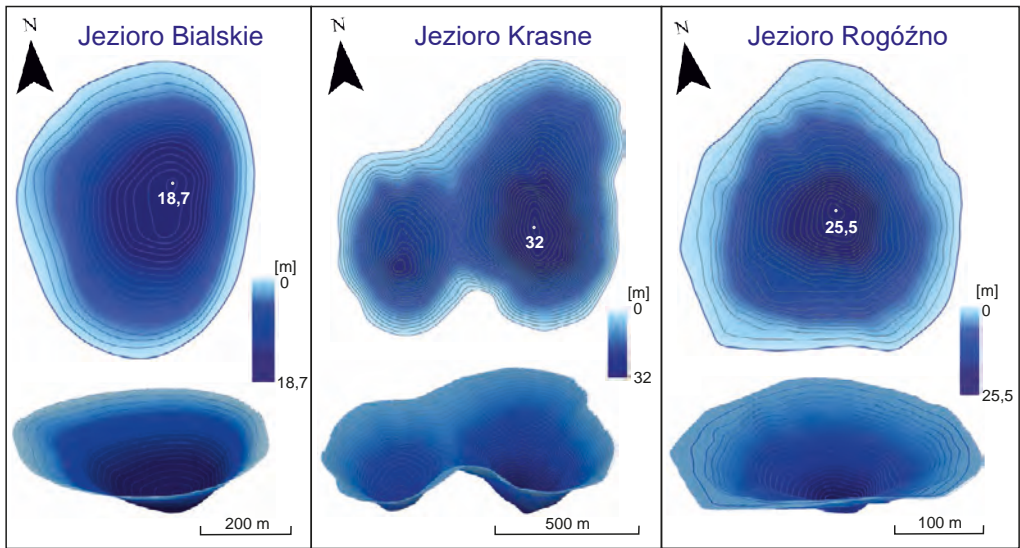 N
Jezioro Bialskie
18,7
[m]
0
18,7
200 m
N
Jezioro Krasne
32
[m]
0
32
500 m
N
Jezioro Rogóźno
25,5
[m]
0
25,5
100 m